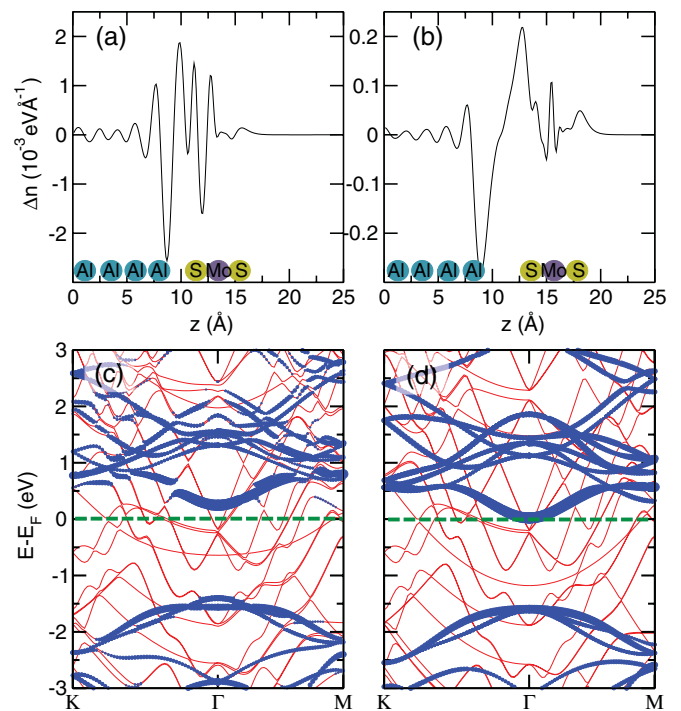 (a) (b)
2 0.2
1 0.1
0 0
-1 -0.1
-2 -0.2
Δn (10⁻³ eVÅ⁻¹)
Al Al Al Al S Mo S
Al Al Al Al S Mo S
0 5 10 15 20 25
0 5 10 15 20 25
z (Å) z (Å)
(c) (d)
3
2
1
0
-1
-2
-3
E-E_F (eV)
K Γ M
K Γ M